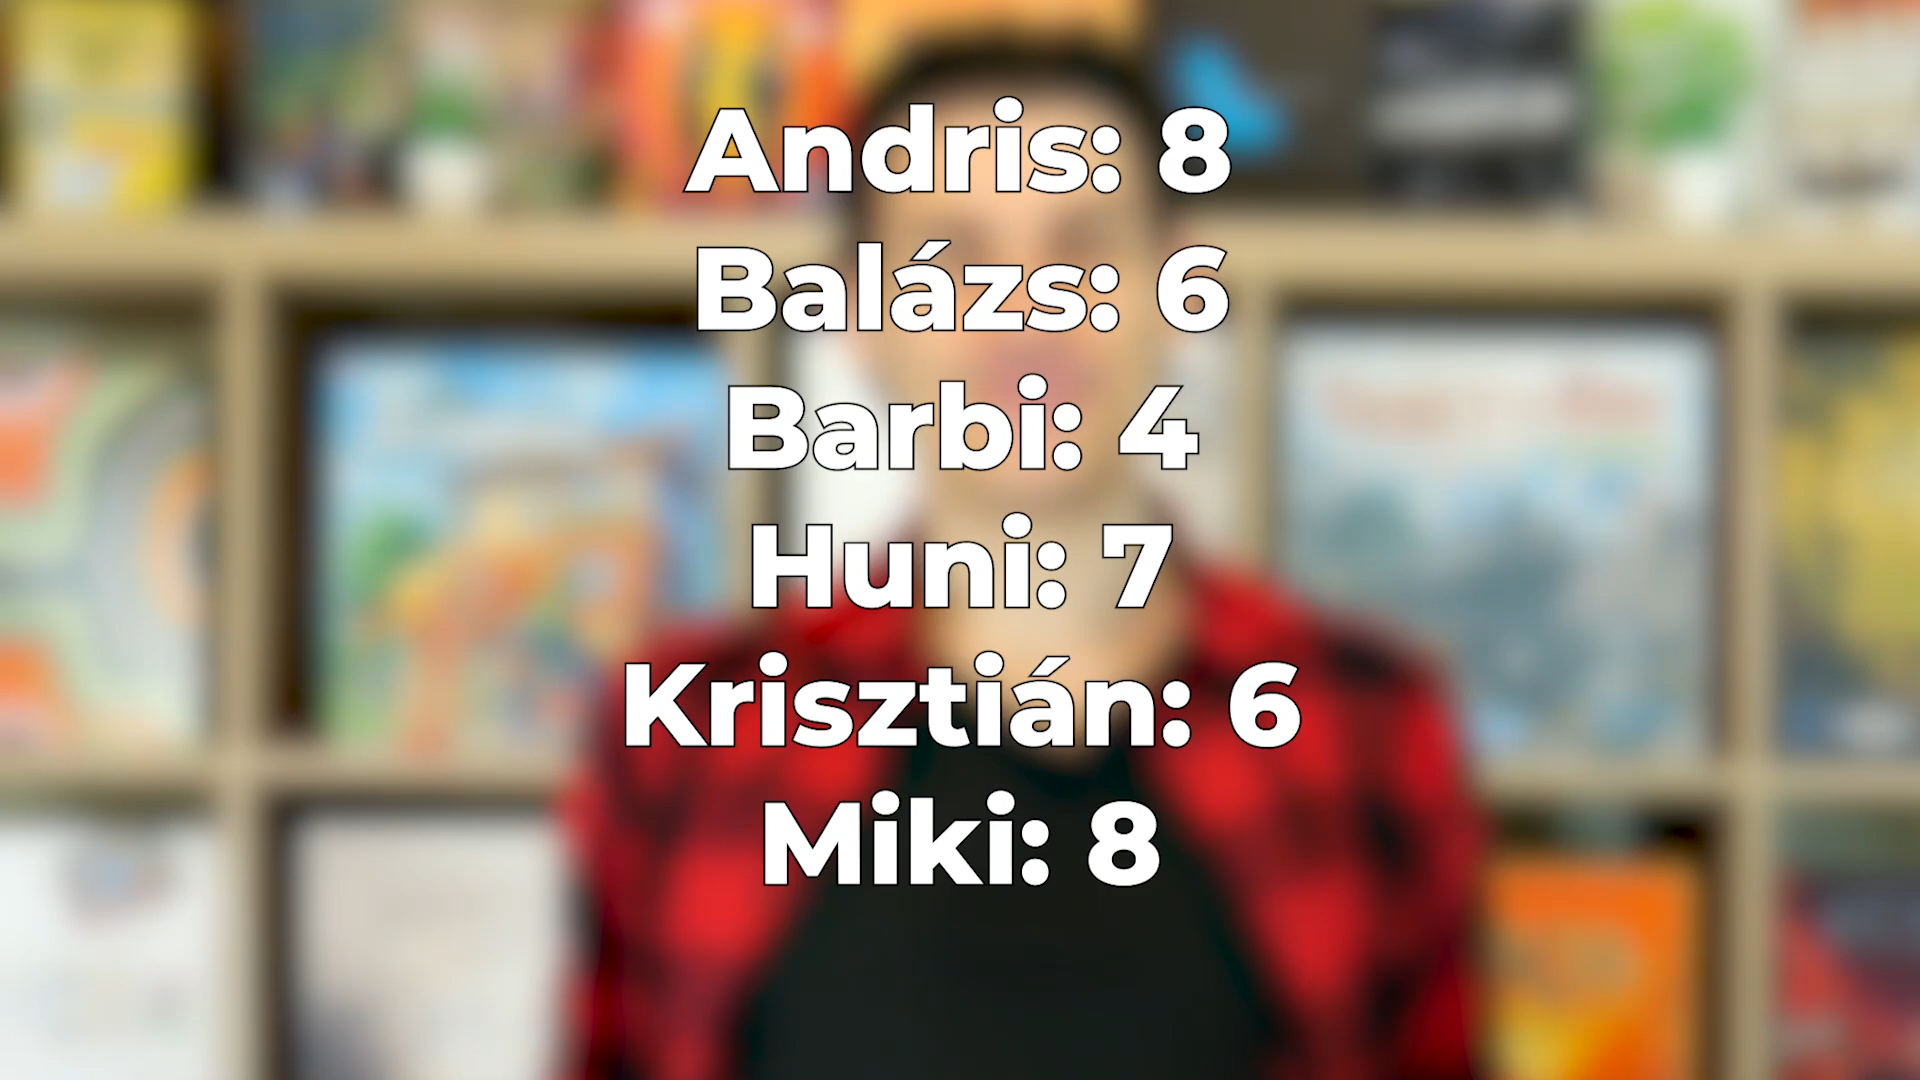 Andris: 8
Balázs: 6
Barbi: 4
Huni: 7
Krisztián: 6
Miki: 8